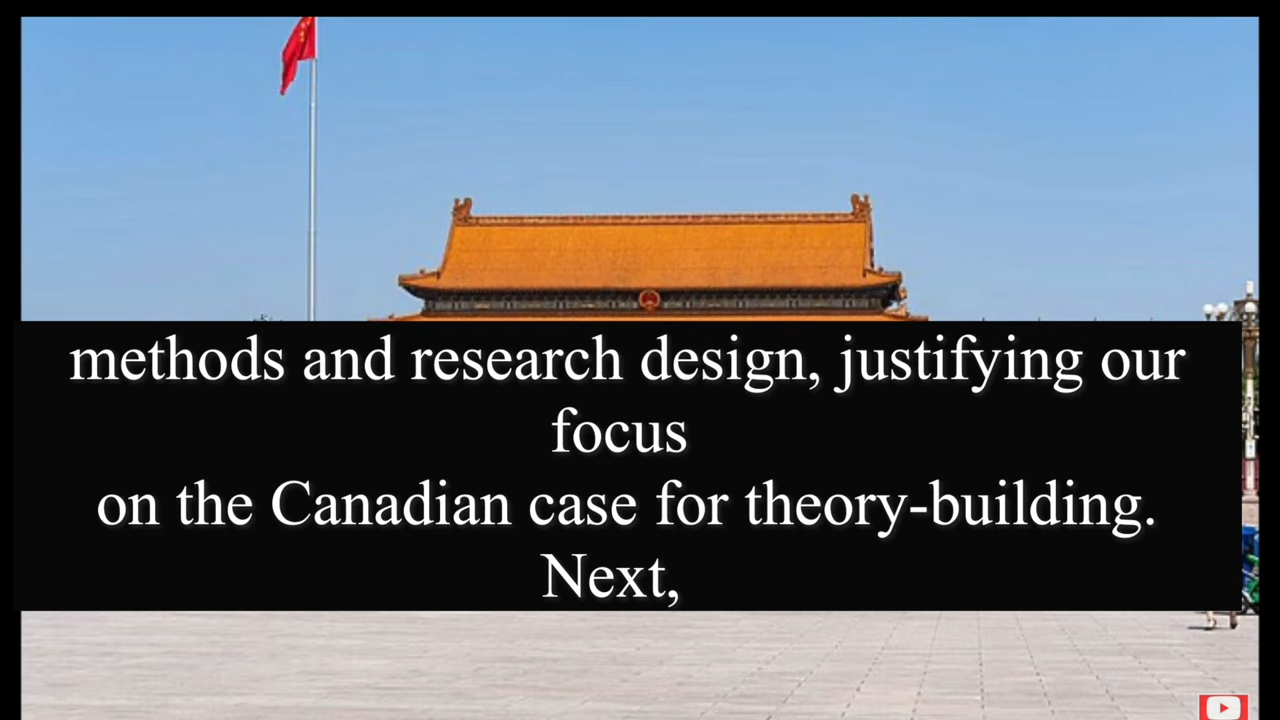 methods and research design, justifying our
focus
on the Canadian case for theory-building.
Next,